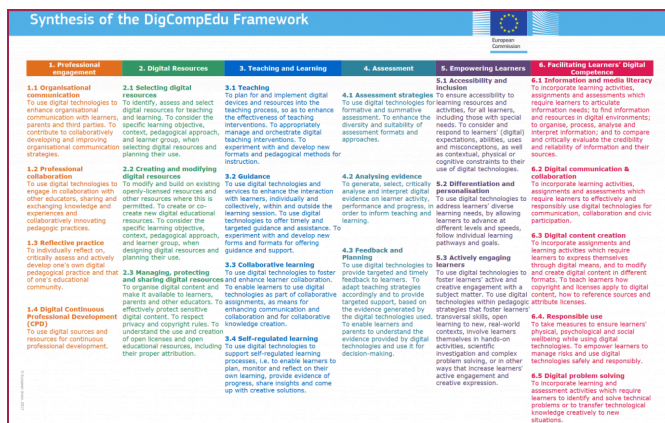 Synthesis of the DigCompEdu Framework
European
Commission
1. Professional
engagement
1.1 Organisational
communication
To use digital technologies to
enhance organisational
communication with learners,
parents and third parties. To
contribute to collaboratively
developing and improving
organisational communication
strategies.
1.2 Professional
collaboration
To use digital technologies to
engage in collaboration with
other educators, sharing and
exchanging knowledge and
experiences and
collaboratively innovating
pedagogic practices.
1.3 Reflective practice
To individually reflect on,
critically assess and actively
develop one's own digital
pedagogical practice and that
of one's educational
community.
1.4 Digital Continuous
Professional Development
(CPD)
To use digital sources and
resources for continuous
professional development.
2. Digital Resources
2.1 Selecting digital
resources
To identify, assess and select
digital resources for teaching
and learning. To consider the
specific learning objective,
context, pedagogical approach,
and learner group, when
selecting digital resources and
planning their use.
2.2 Creating and modifying
digital resources
To modify and build on existing
openly-licensed resources and
other resources where this is
permitted. To create or co-
create new digital educational
resources. To consider the
specific learning objective,
context, pedagogical approach,
and learner group, when
designing digital resources and
planning their use.
2.3 Managing, protecting
and sharing digital resources
To organise digital content and
make it available to learners,
parents and other educators. To
effectively protect sensitive
digital content. To respect
privacy and copyright rules. To
understand the use and creation
of open licenses and open
educational resources, including
their proper attribution.
3. Teaching and Learning
3.1 Teaching
To plan for and implement digital
devices and resources into the
teaching process, so as to enhance
the effectiveness of teaching
interventions. To appropriately
manage and orchestrate digital
teaching interventions. To
experiment with and develop new
formats and pedagogical methods for
instruction.
3.2 Guidance
To use digital technologies and
services to enhance the interaction
with learners, individually and
collectively, within and outside the
learning session. To use digital
technologies to offer timely and
targeted guidance and assistance. To
experiment with and develop new
forms and formats for offering
guidance and support.
3.3 Collaborative learning
To use digital technologies to foster
and enhance learner collaboration.
To enable learners to use digital
technologies as part of collaborative
assignments, as means for
enhancing communication and
collaboration and for collaborative
knowledge creation.
3.4 Self-regulated learning
To use digital technologies to
support self-regulated learning
processes, i.e. to enable learners to
plan, monitor and reflect on their
own learning, provide evidence of
progress, share insights and come
up with creative solutions.
4. Assessment
4.1 Assessment strategies
To use digital technologies for
formative and summative
assessment. To enhance the
diversity and suitability of
assessment formats and
approaches.
4.2 Analysing evidence
To generate, select, critically
analyse and interpret digital
evidence on learner activity,
performance and progress, in
order to inform teaching and
learning.
4.3 Feedback and
Planning
To use digital technologies to
provide targeted and timely
feedback to learners. To
adapt teaching strategies
accordingly and to provide
targeted support, based on
the evidence generated by
the digital technologies used.
To enable learners and
parents to understand the
evidence provided by digital
technologies and use it for
decision-making.
5. Empowering Learners
5.1 Accessibility and
inclusion
To ensure accessibility to
learning resources and
activities, for all learners,
including those with special
needs. To consider and
respond to learners' (digital)
expectations, abilities, uses
and misconceptions, as well
as contextual, physical or
cognitive constraints to their
use of digital technologies.
5.2 Differentiation and
personalisation
To use digital technologies to
address learners' diverse
learning needs, by allowing
learners to advance at
different levels and speeds,
follow individual learning
pathways and goals.
5.3 Actively engaging
learners
To use digital technologies to
foster learners' active and
creative engagement with a
subject matter. To use digital
technologies within pedagogic
strategies that foster learners'
transversal skills, open
learning to new, real-world
contexts, involve learners
themselves in hands-on
activities, scientific
investigation and complex
problem solving, or in other
ways that increase learners'
active engagement and
creative expression.
6. Facilitating Learners' Digital
Competence
6.1 Information and media literacy
To incorporate learning activities,
assignments and assessments which
require learners to articulate
information needs; to find information
and resources in digital environments;
to organise, process, analyse and
interpret information; and to compare
and critically evaluate the credibility
and reliability of information and their
sources.
6.2 Digital communication &
collaboration
To incorporate learning activities,
assignments and assessments which
require learners to effectively and
responsibly use digital technologies for
communication, collaboration and civic
participation.
6.3 Digital content creation
To incorporate assignments and
learning activities which require
learners to express themselves
through digital means, and to modify
and create digital content in different
formats. To teach learners how
copyright and licenses apply to digital
content, how to reference sources and
attribute licenses.
6.4. Responsible use
To take measures to ensure learners'
physical, psychological and social
wellbeing while using digital
technologies. To empower learners to
manage risks and use digital
technologies safely and responsibly.
6.5 Digital problem solving
To incorporate learning and
assessment activities which require
learners to identify and solve technical
problems or to transfer technological
knowledge creatively to new
situations.